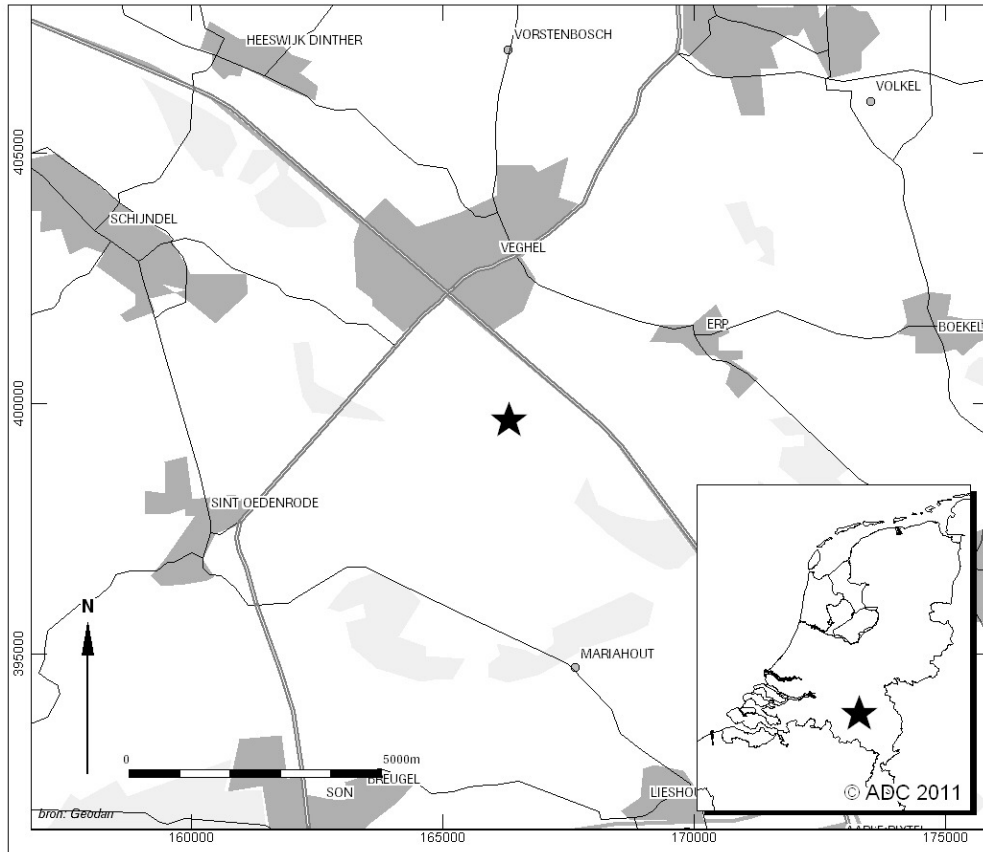 HEESWIJK DINTHER
VORSTENBOSCH
VOLKEL
405000
SCHIJNDEL
VEGHEL
ERP
BOEKEL
400000
SINT OEDENRODE
N
395000
MARIAHOUT
0
5000m
BREUGEL
SON
LIESHOU
© ADC 2011
bron: Geodan
160000
165000
170000
175000